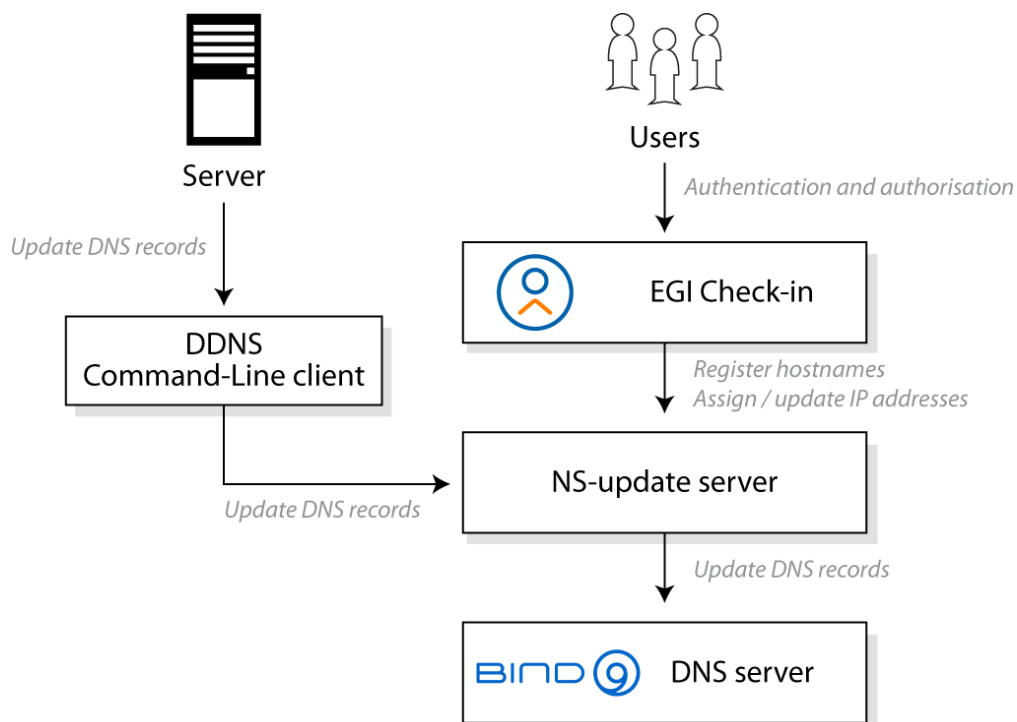 Server
Users
Authentication and authorisation
Update DNS records
EGI Check-in
DDNS
Command-Line client
Register hostnames
Assign / update IP addresses
NS-update server
Update DNS records
Update DNS records
BIND 9
DNS server